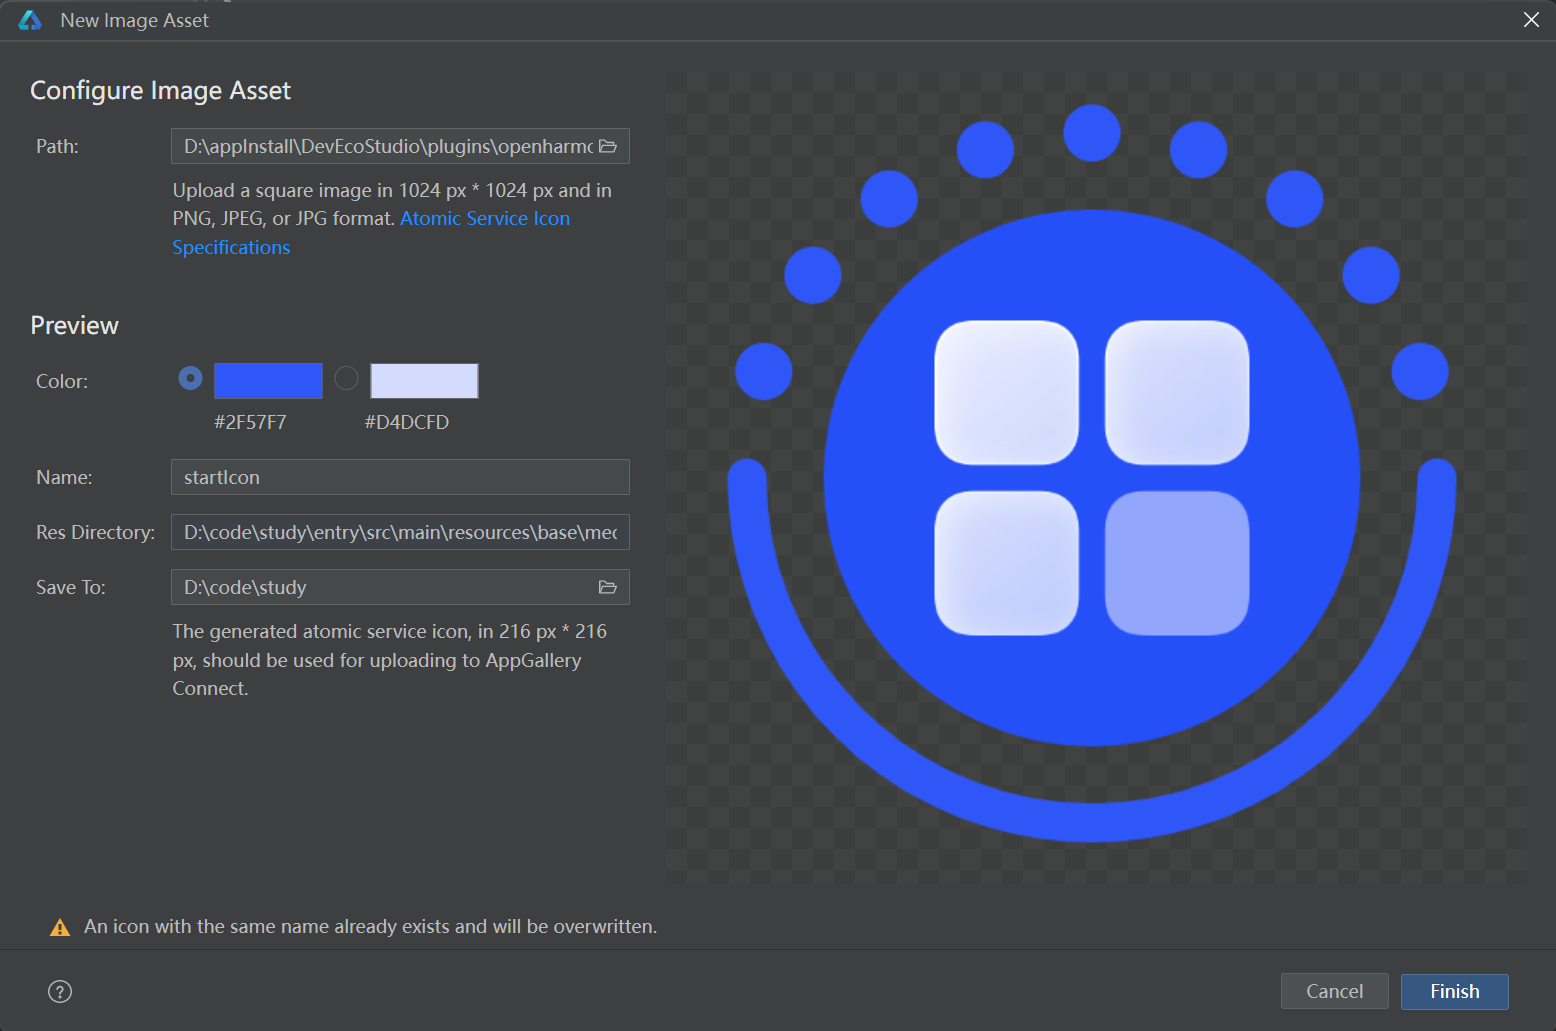 New Image Asset
Configure Image Asset
Path:
D:\appInstall\DevEcoStudio\plugins\openharmo
Upload a square image in 1024 px * 1024 px and in
PNG, JPEG, or JPG format. Atomic Service Icon
Specifications
Preview
Color:
#2F57F7
#D4DCFD
Name:
startIcon
Res Directory:
D:\code\study\entry\src\main\resources\base\med
Save To:
D:\code\study
The generated atomic service icon, in 216 px * 216
px, should be used for uploading to AppGallery
Connect.
An icon with the same name already exists and will be overwritten.
?
Cancel
Finish